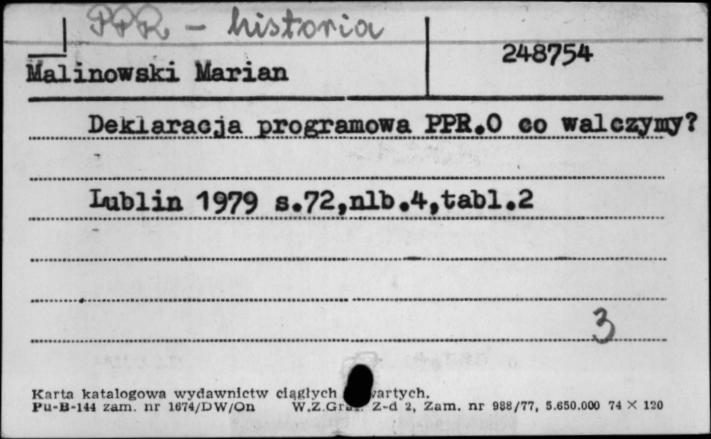 PPR - historia
248754
Malinowski Marian
Deklaracja programowa PPR.O co walczymy?
Lublin 1979 s.72,nlb.4,tabl.2
3
Karta katalogowa wydawnictw ciągłych
Pu-B-144 zam. nr 1674/DW/On W.Z.Graf. Z-d 2, Zam. nr 988/77, 5.650.000 74 × 120